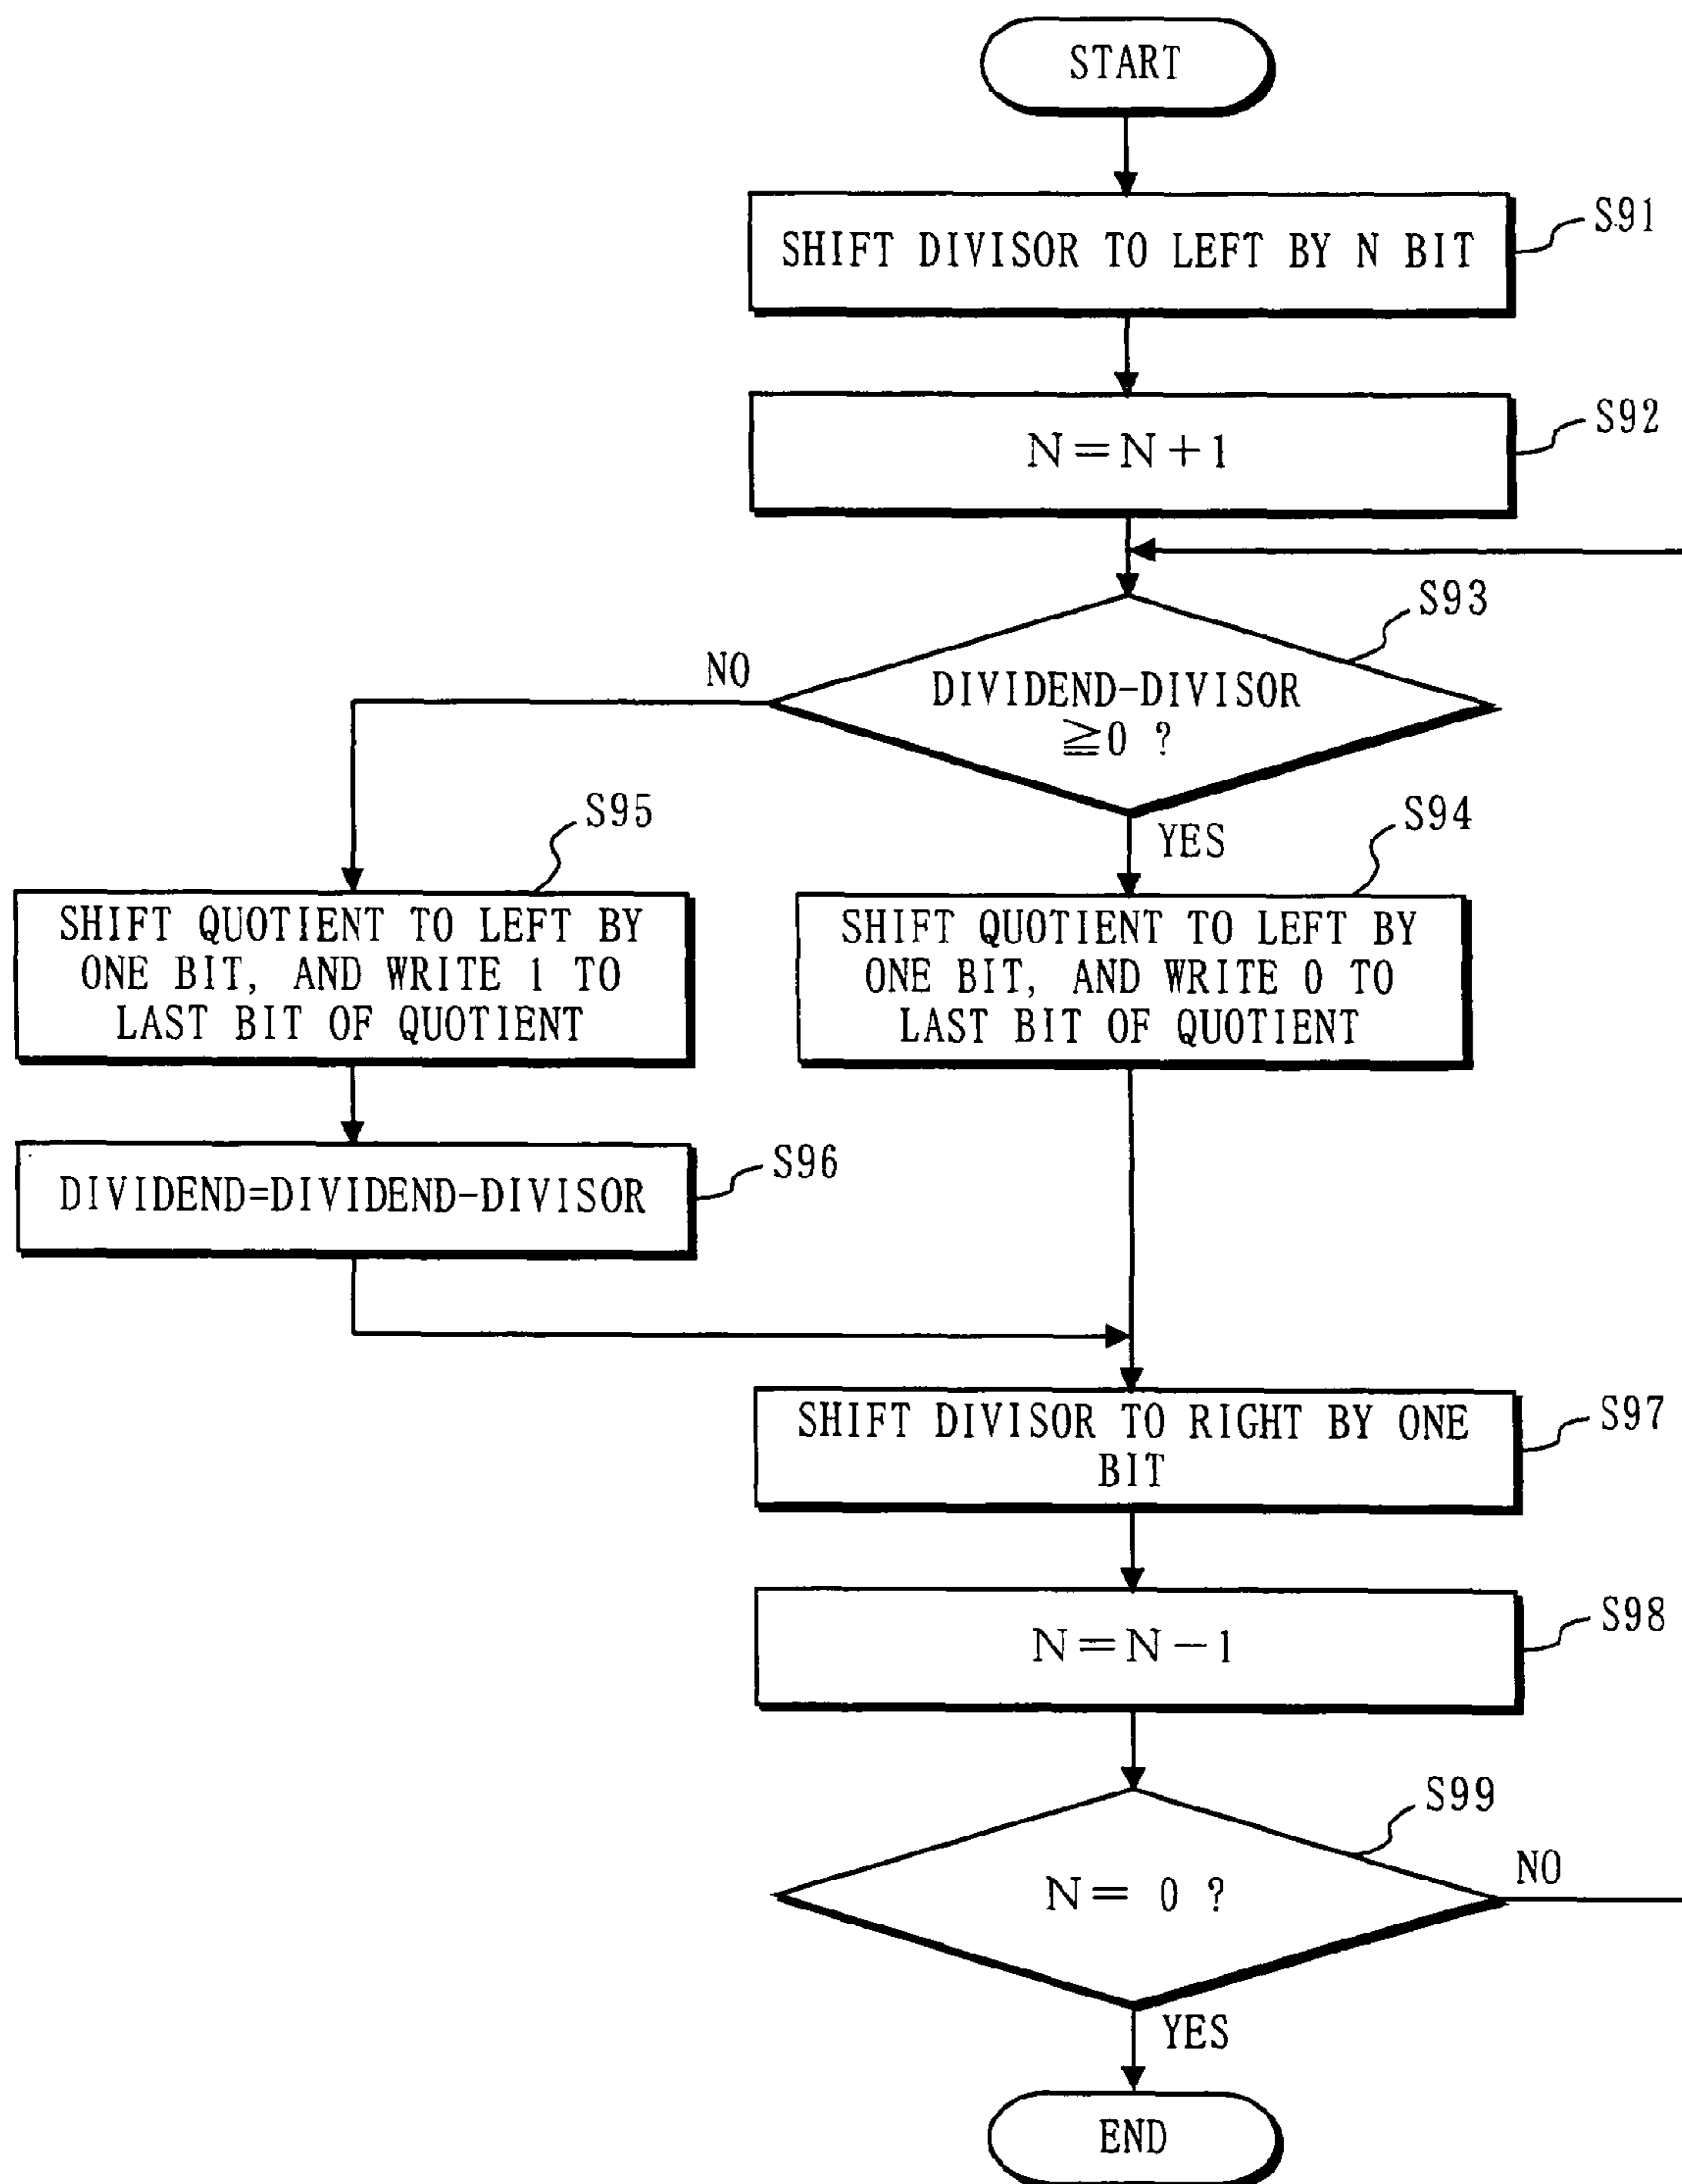 START
S91
SHIFT DIVISOR TO LEFT BY N BIT
S92
N=N+1
S93
NO
DIVIDEND-DIVISOR
≧0 ?
YES
S95
S94
SHIFT QUOTIENT TO LEFT BY
ONE BIT, AND WRITE 1 TO
LAST BIT OF QUOTIENT
SHIFT QUOTIENT TO LEFT BY
ONE BIT, AND WRITE 0 TO
LAST BIT OF QUOTIENT
S96
DIVIDEND=DIVIDEND-DIVISOR
S97
SHIFT DIVISOR TO RIGHT BY ONE
BIT
S98
N=N-1
S99
N= 0 ?
NO
YES
END